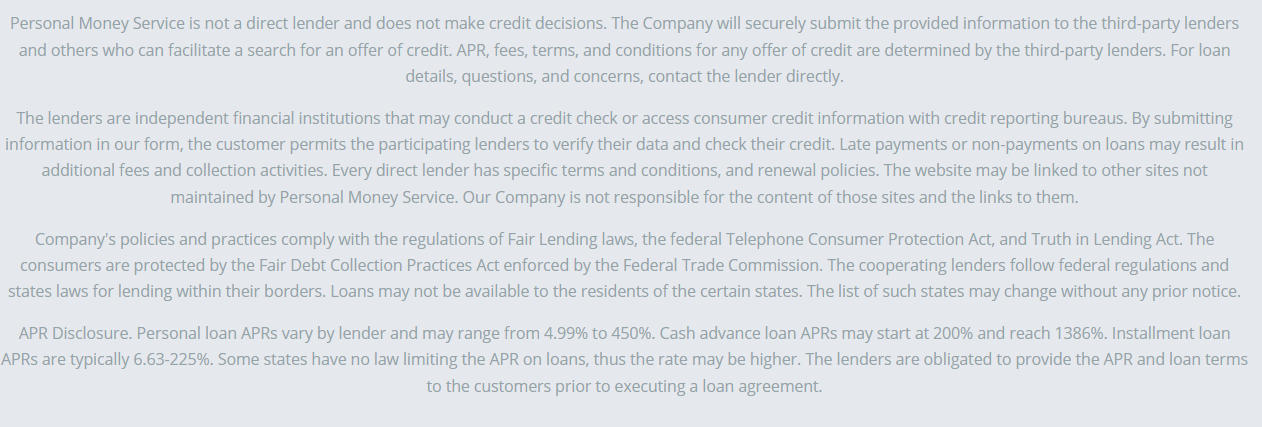 Personal Money Service is not a direct lender and does not make credit decisions. The Company will securely submit the provided information to the third-party lenders
and others who can facilitate a search for an offer of credit. APR, fees, terms, and conditions for any offer of credit are determined by the third-party lenders. For loan
details, questions, and concerns, contact the lender directly.
The lenders are independent financial institutions that may conduct a credit check or access consumer credit information with credit reporting bureaus. By submitting
information in our form, the customer permits the participating lenders to verify their data and check their credit. Late payments or non-payments on loans may result in
additional fees and collection activities. Every direct lender has specific terms and conditions, and renewal policies. The website may be linked to other sites not
maintained by Personal Money Service. Our Company is not responsible for the content of those sites and the links to them.
Company's policies and practices comply with the regulations of Fair Lending laws, the federal Telephone Consumer Protection Act, and Truth in Lending Act. The
consumers are protected by the Fair Debt Collection Practices Act enforced by the Federal Trade Commission. The cooperating lenders follow federal regulations and
states laws for lending within their borders. Loans may not be available to the residents of the certain states. The list of such states may change without any prior notice.
APR Disclosure. Personal loan APRs vary by lender and may range from 4.99% to 450%. Cash advance loan APRs may start at 200% and reach 1386%. Installment loan
APRs are typically 6.63-225%. Some states have no law limiting the APR on loans, thus the rate may be higher. The lenders are obligated to provide the APR and loan terms
to the customers prior to executing a loan agreement.